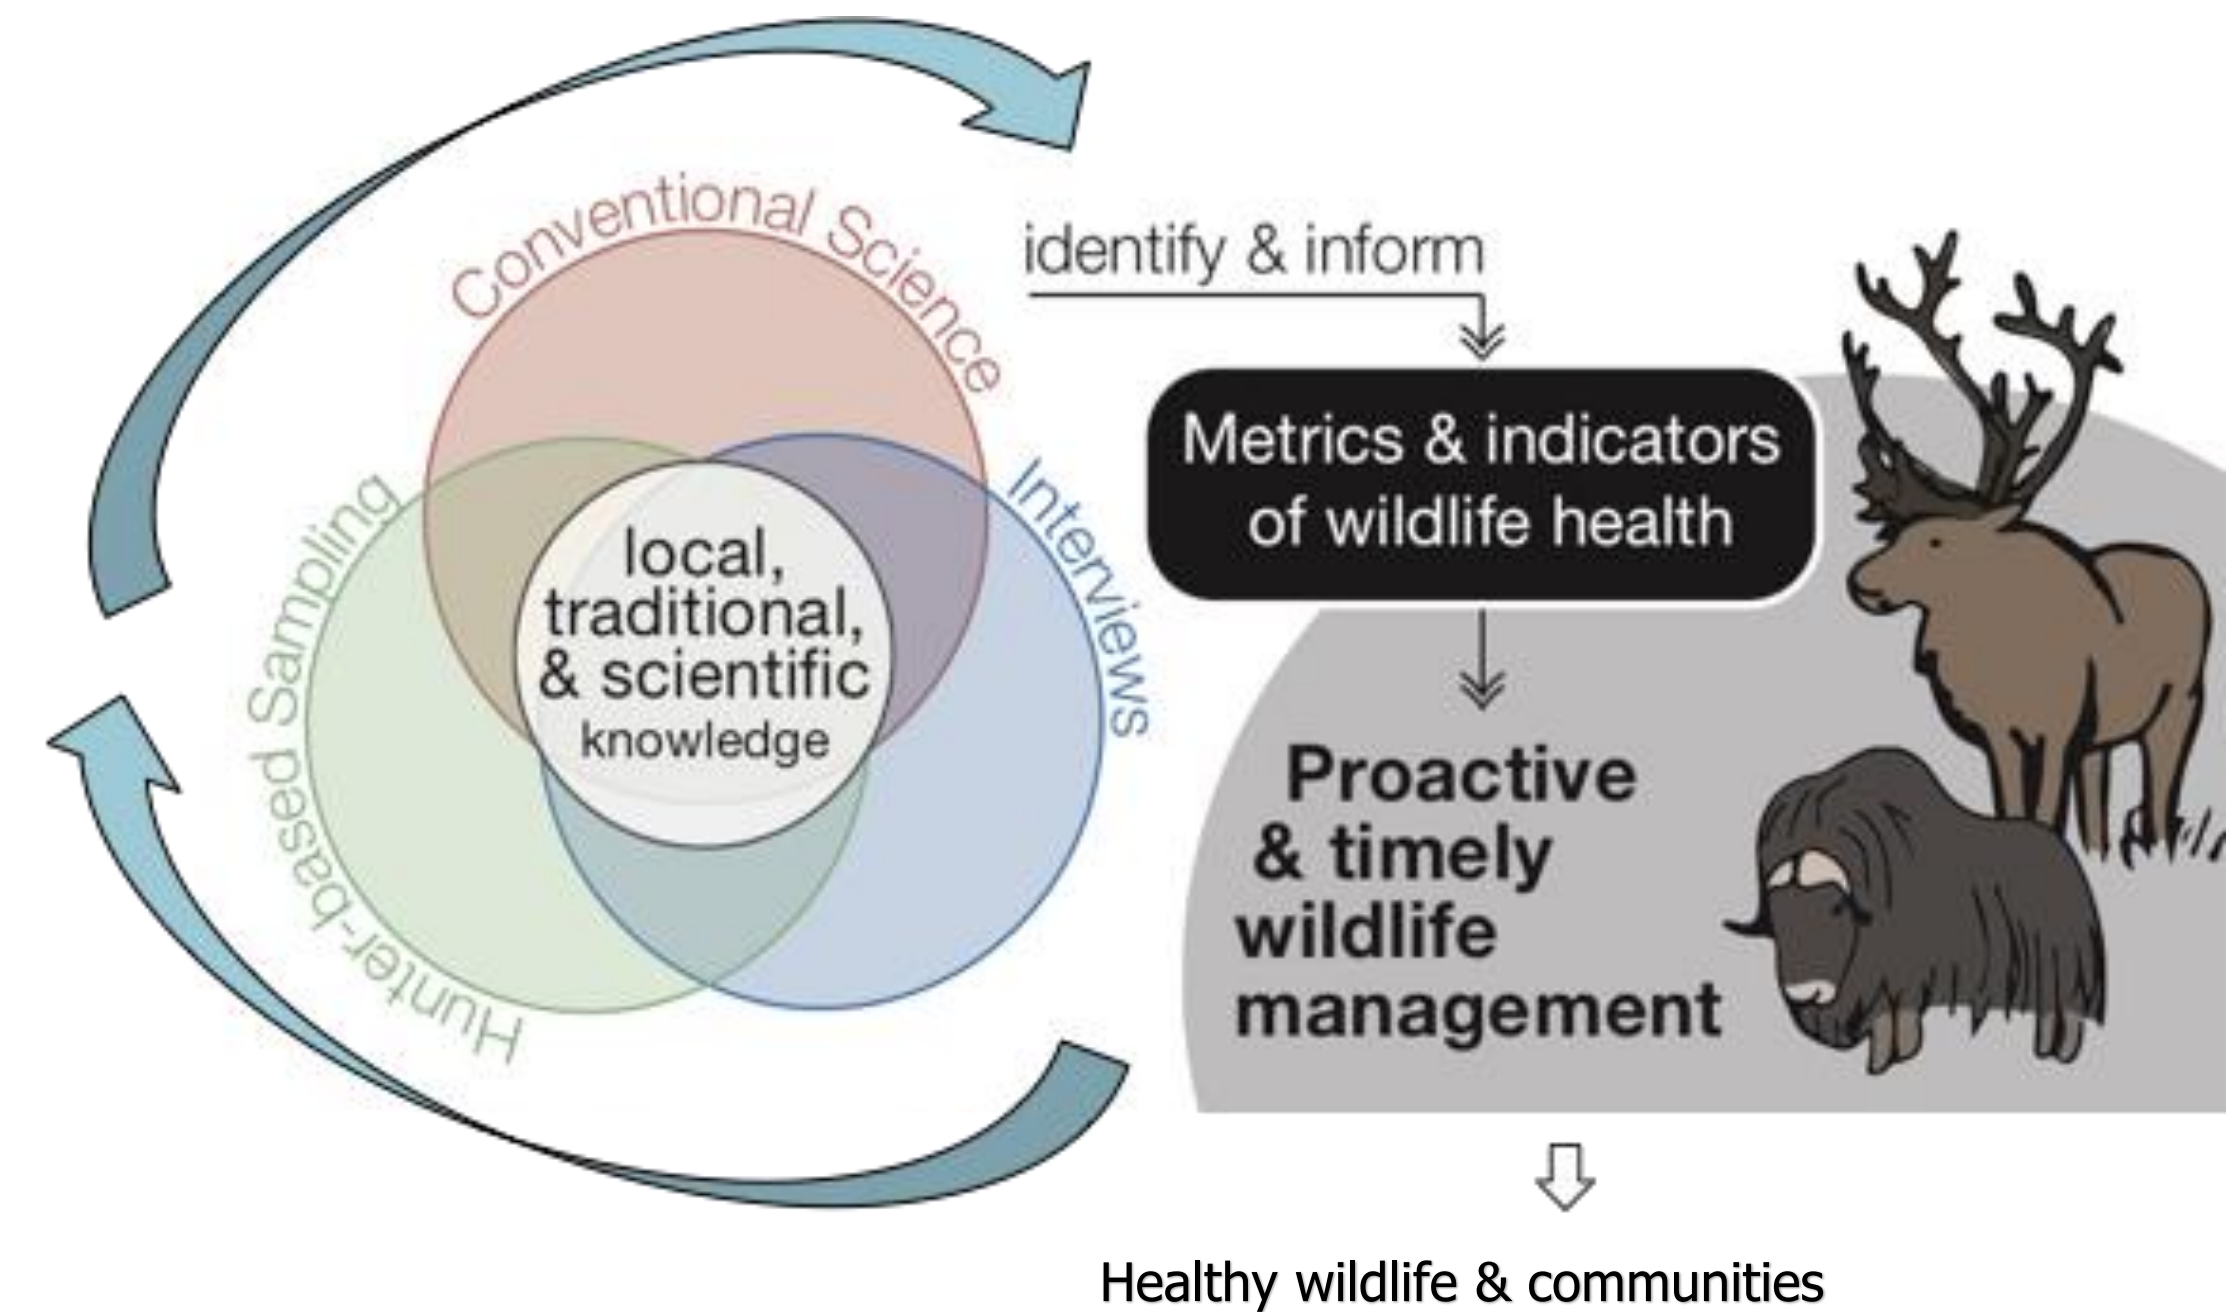 Conventional Science
Hunter-based Sampling
Interviews
local,
traditional,
& scientific
knowledge
identify & inform
Metrics & indicators
of wildlife health
Proactive
& timely
wildlife
management
Healthy wildlife & communities